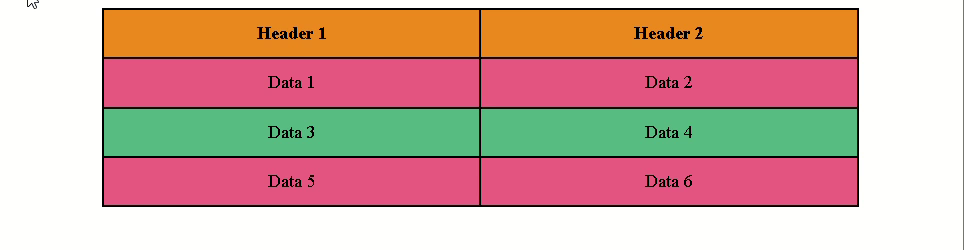 Header 1 Header 2
Data 1 Data 2
Data 3 Data 4
Data 5 Data 6